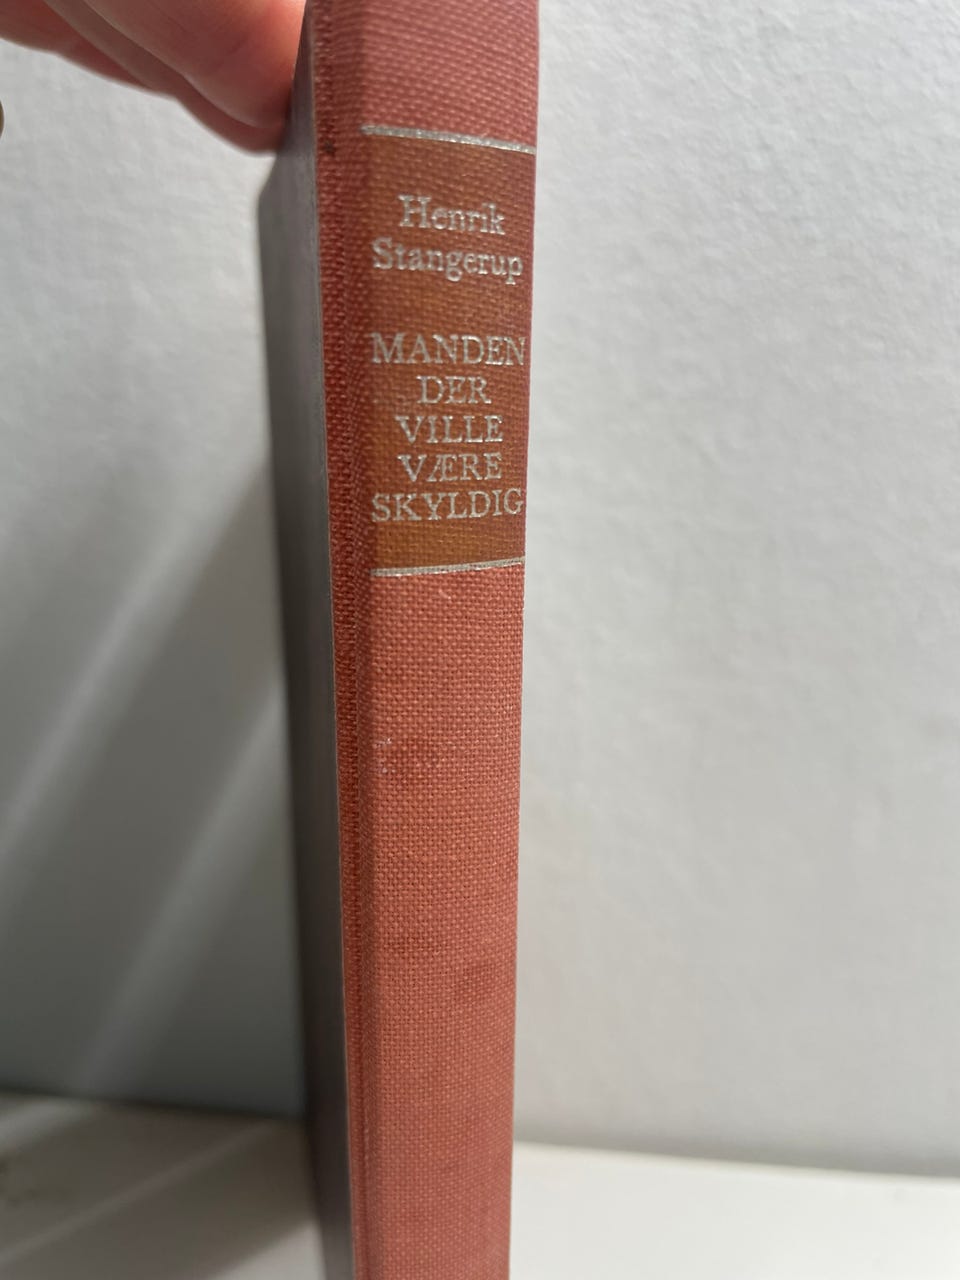 Henrik
Stangerup
MANDEN
DER
VILLE
VÆRE
SKYLDIG